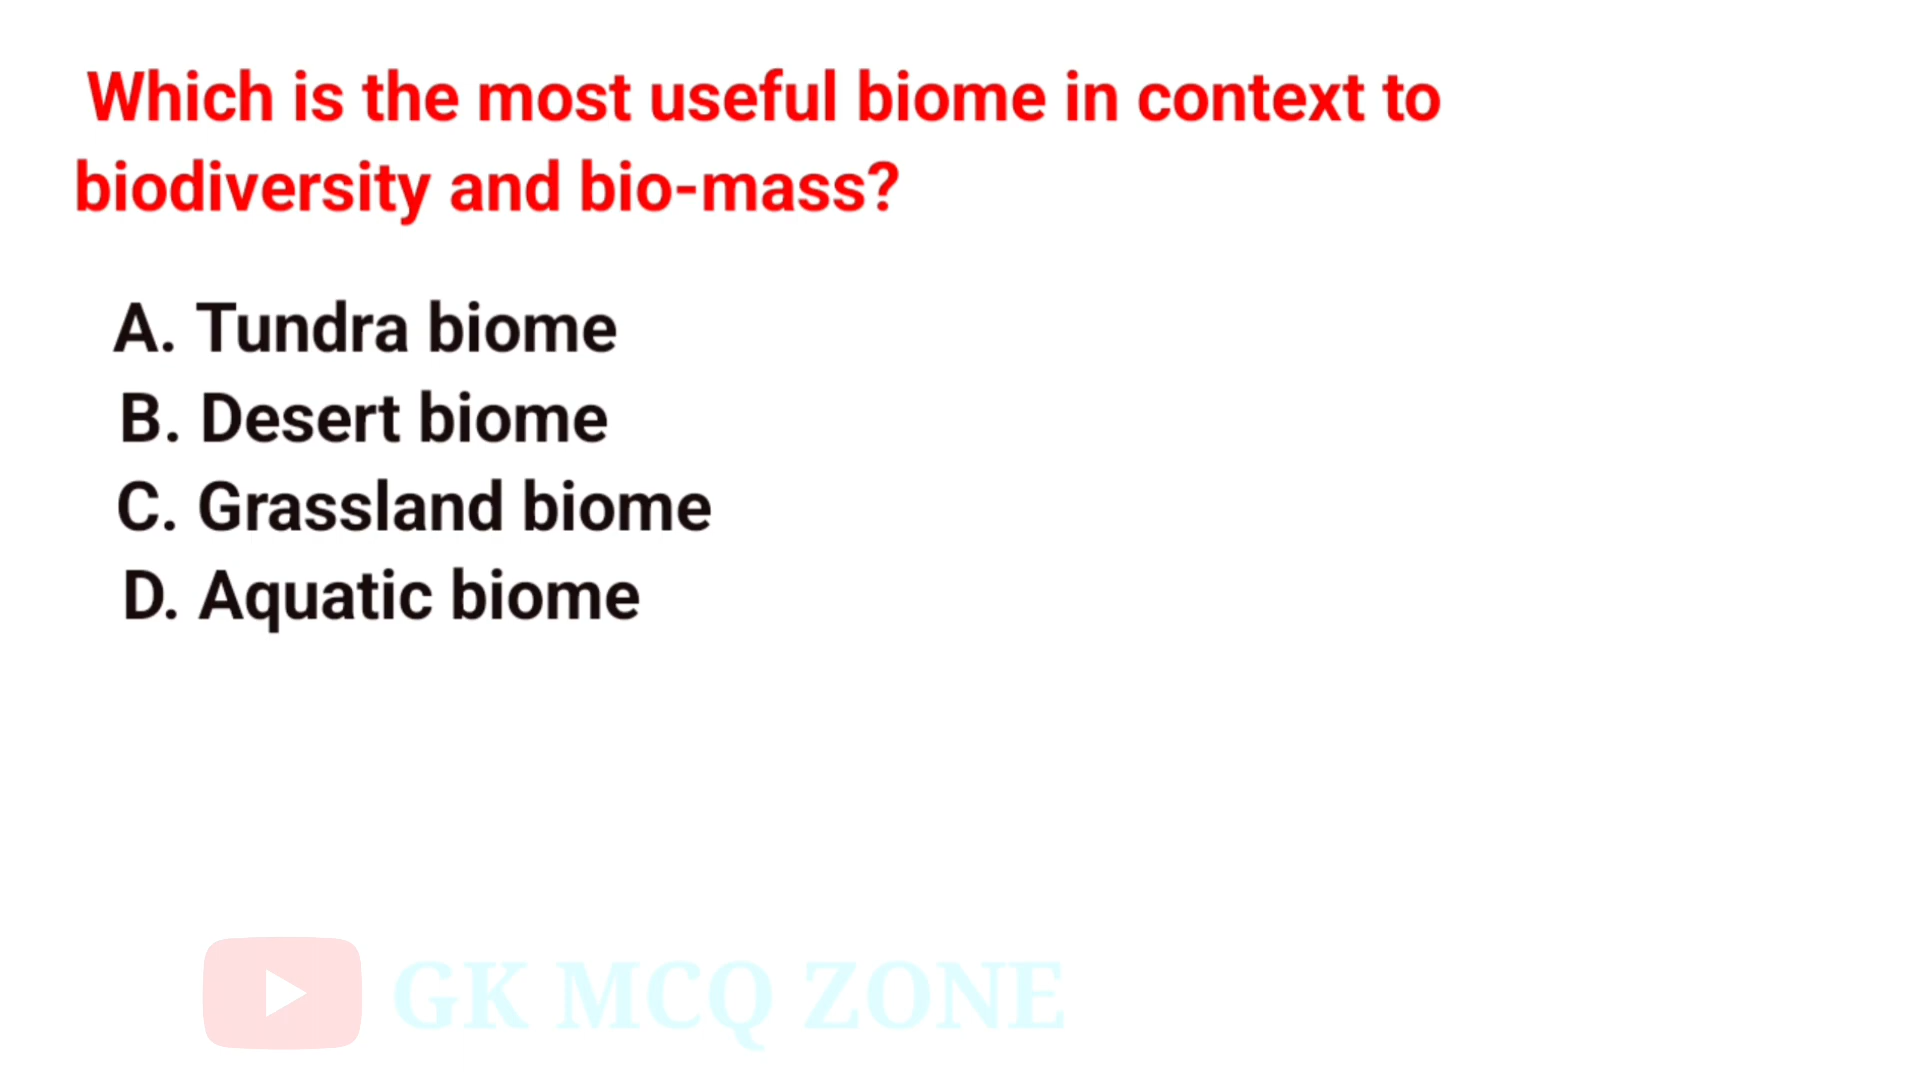 Which is the most useful biome in context to
biodiversity and bio-mass?
A. Tundra biome
B. Desert biome
C. Grassland biome
D. Aquatic biome
GK MCQ ZONE